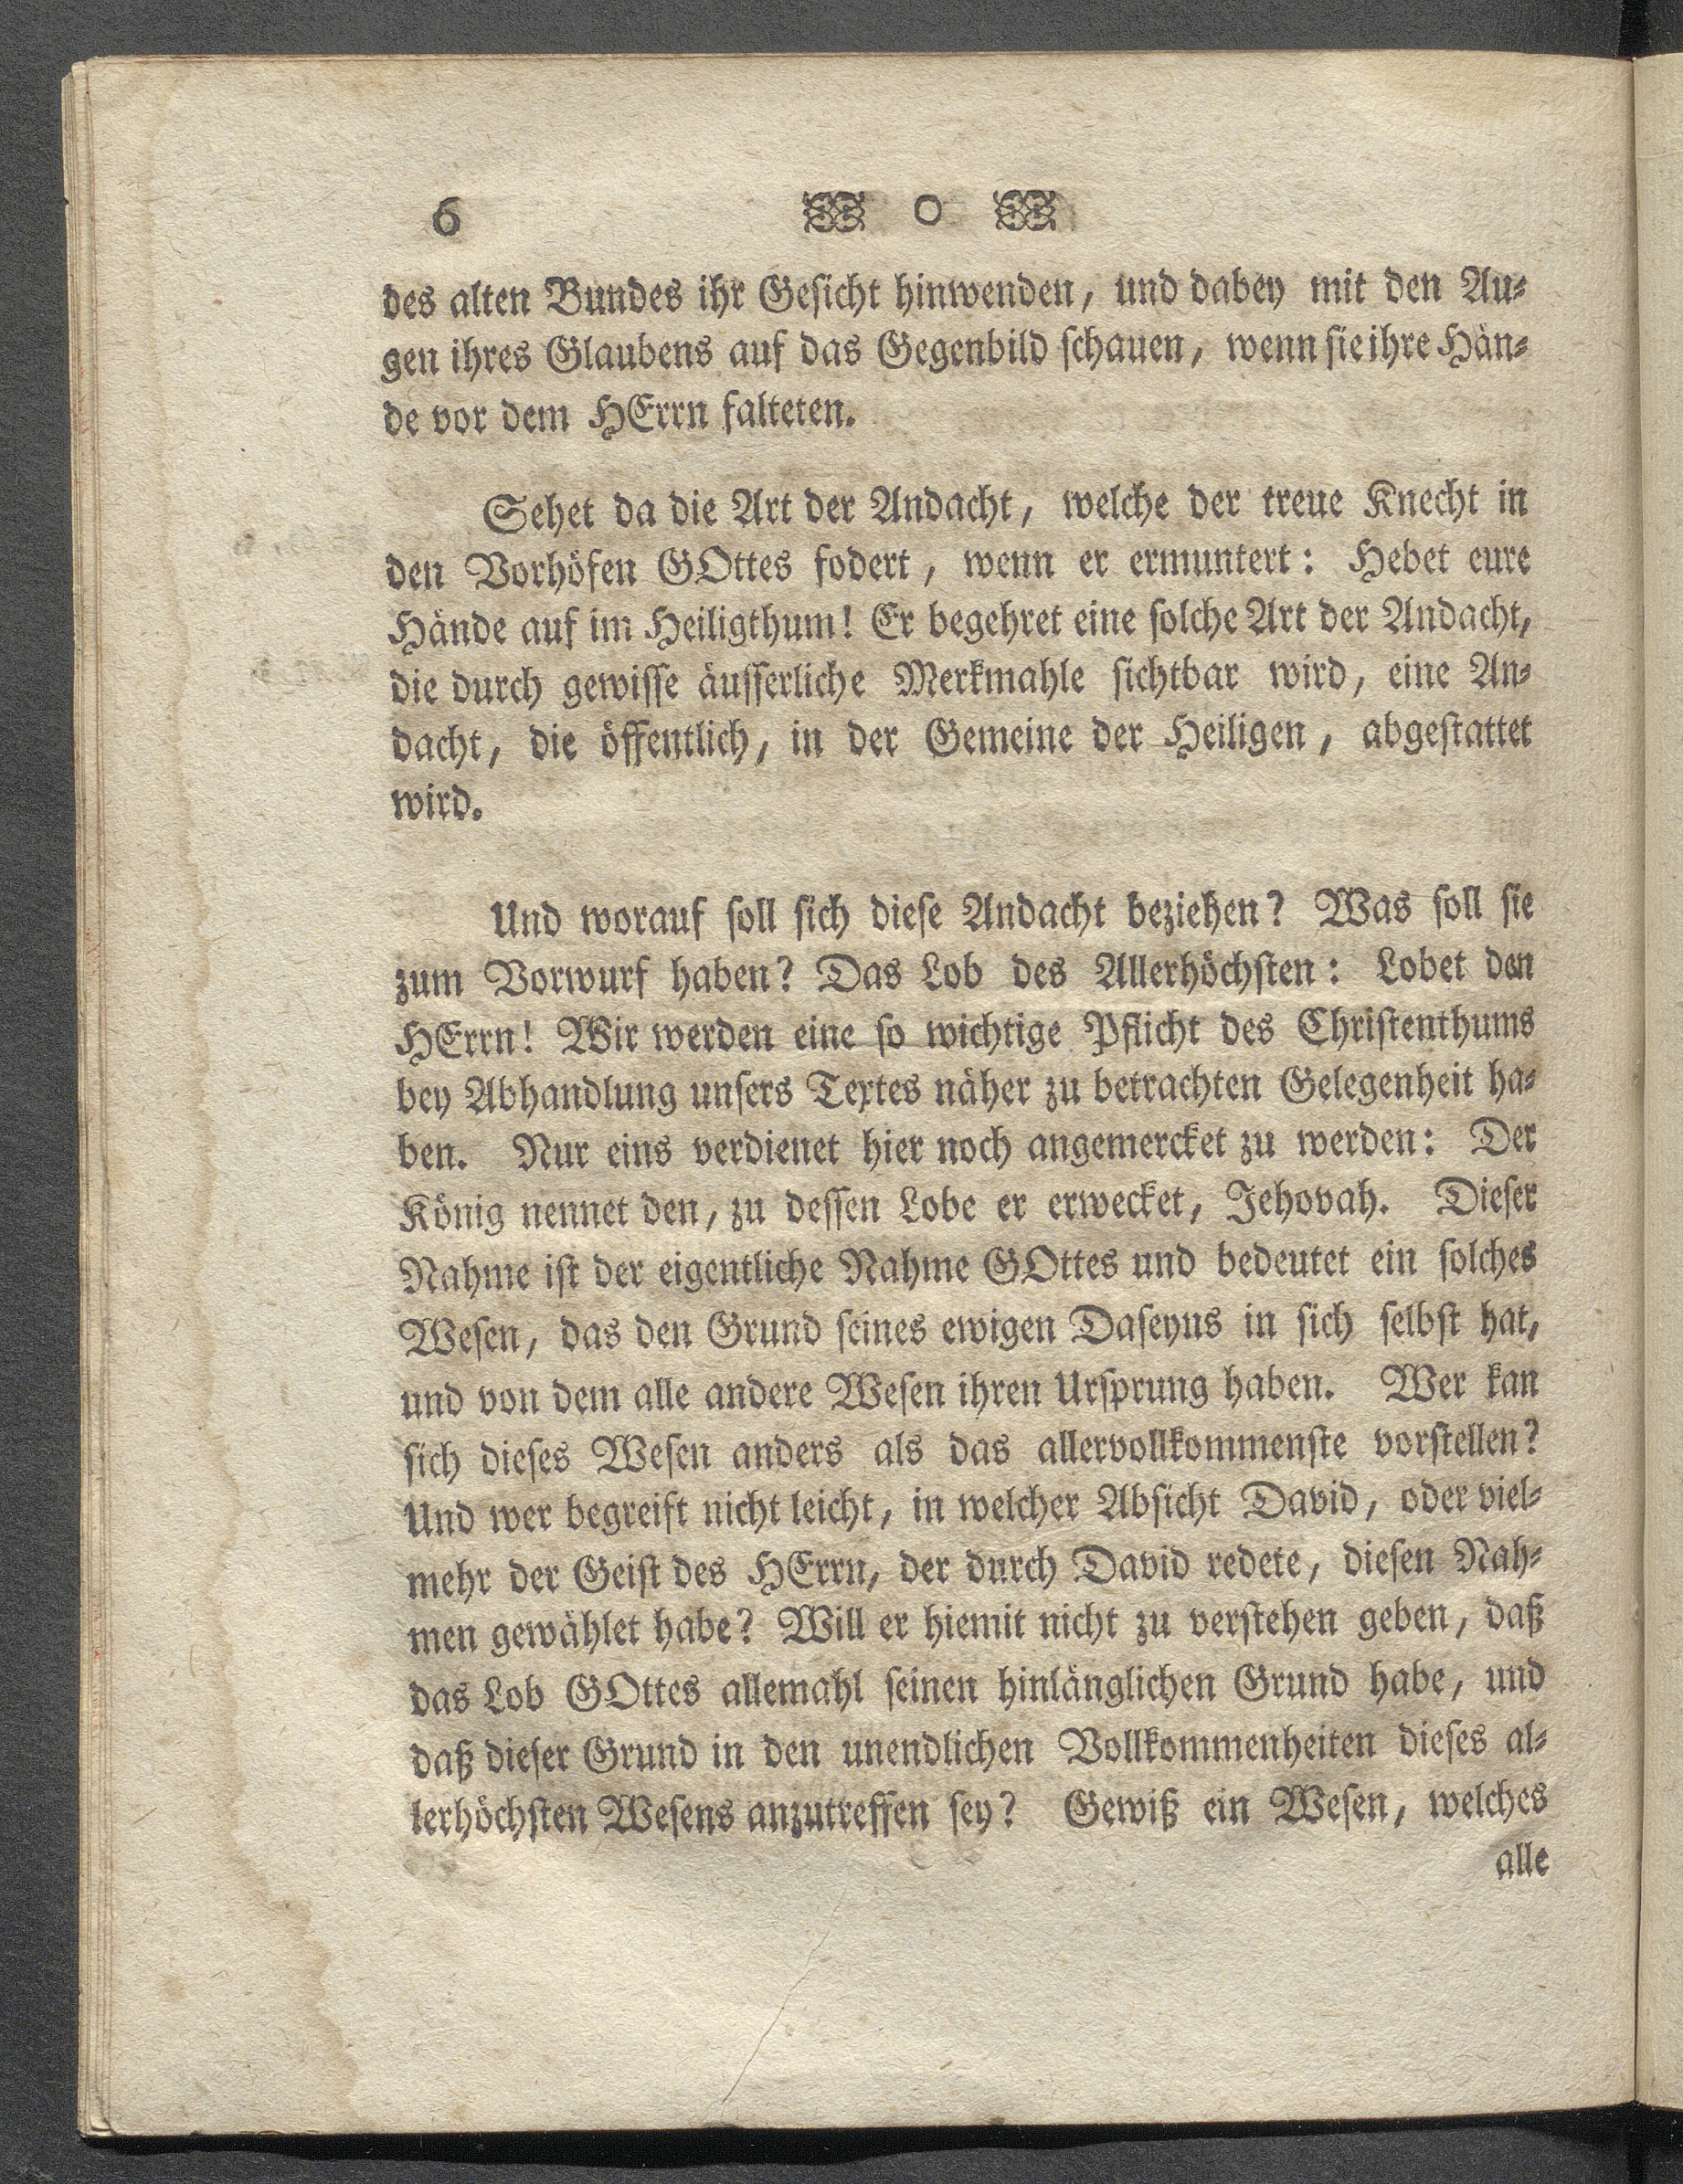 6 O
des alten Bundes ihr Gesicht hinwenden, und dabey mit den Au-
gen ihres Glaubens auf das Gegenbild schauen, wenn sie ihre Hän-
de vor dem HErrn falteten.
Sehet da die Art der Andacht, welche der treue Knecht in
den Vorhöfen GOttes fodert, wenn er ermuntert: Hebet eure
Hände auf im Heiligthum! Er begehret eine solche Art der Andacht,
die durch gewisse äusserliche Merkmahle sichtbar wird, eine An-
dacht, die öffentlich, in der Gemeine der Heiligen, abgestattet
wird.
Und worauf soll sich diese Andacht beziehen? Was soll sie
zum Vorwurf haben? Das Lob des Allerhöchsten: Lobet den
HErrn! Wir werden eine so wichtige Pflicht des Christenthums
bey Abhandlung unsers Textes näher zu betrachten Gelegenheit ha-
ben. Nur eins verdienet hier noch angemercket zu werden: Der
König nennet den, zu dessen Lobe er erwecket, Jehovah. Dieser
Nahme ist der eigentliche Nahme GOttes und bedeutet ein solches
Wesen, das den Grund seines ewigen Daseyns in sich selbst hat,
und von dem alle andere Wesen ihren Ursprung haben. Wer kan
sich dieses Wesen anders als das allervollkommenste vorstellen?
Und wer begreift nicht leicht, in welcher Absicht David, oder viel-
mehr der Geist des HErrn, der durch David redete, diesen Nah-
men gewählet habe? Will er hiemit nicht zu verstehen geben, daß
das Lob GOttes allemahl seinen hinlänglichen Grund habe, und
daß dieser Grund in den unendlichen Vollkommenheiten dieses al-
lerhöchsten Wesens anzutreffen sey? Gewiß ein Wesen, welches
alle